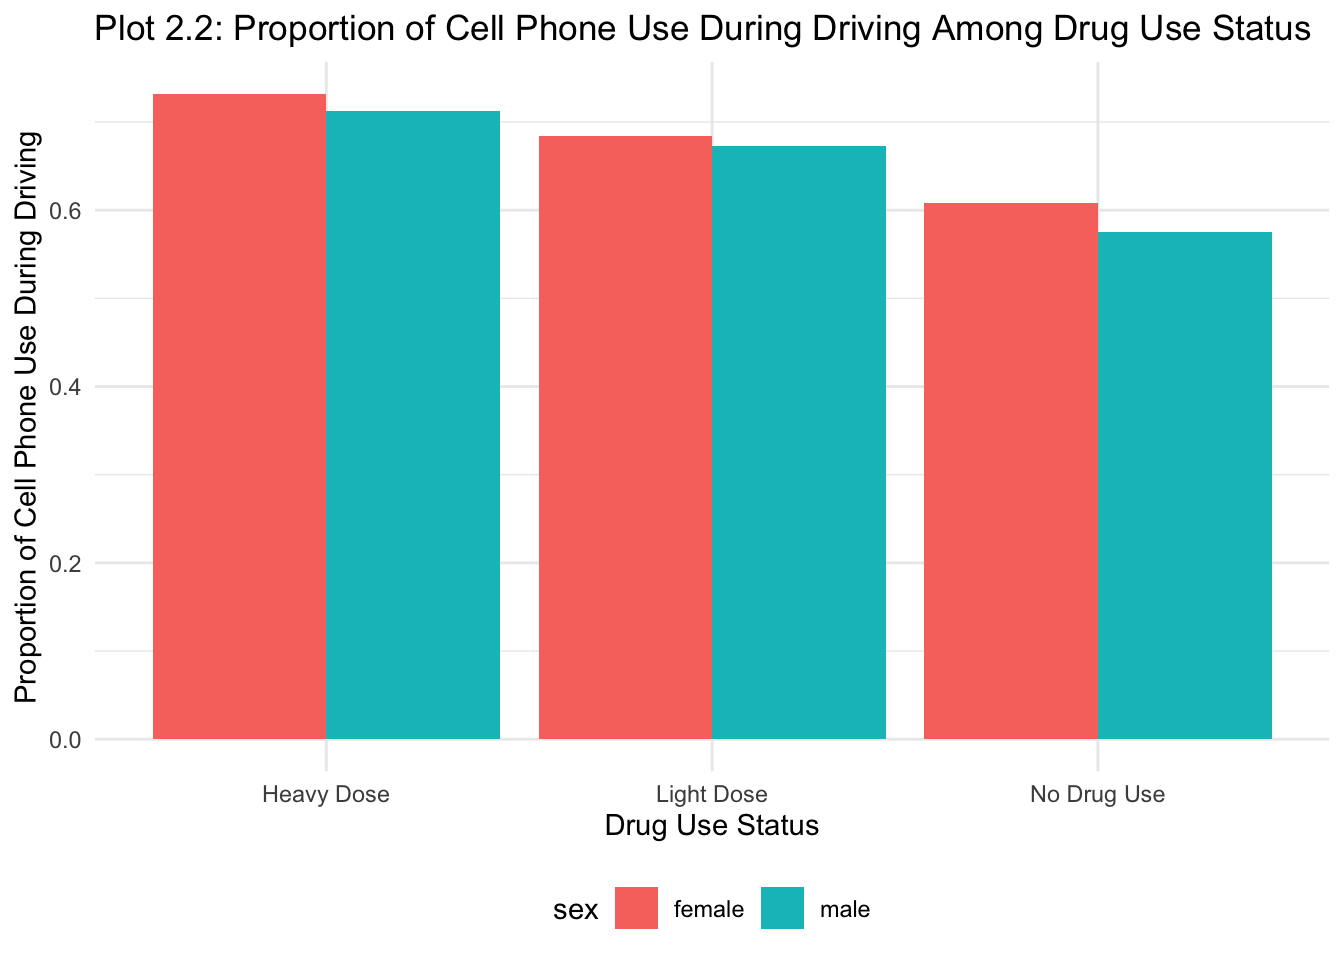 Plot 2.2: Proportion of Cell Phone Use During Driving Among Drug Use Status
Proportion of Cell Phone Use During Driving
0.6
0.4
0.2
0.0
Heavy Dose Light Dose No Drug Use
Drug Use Status
sex female male